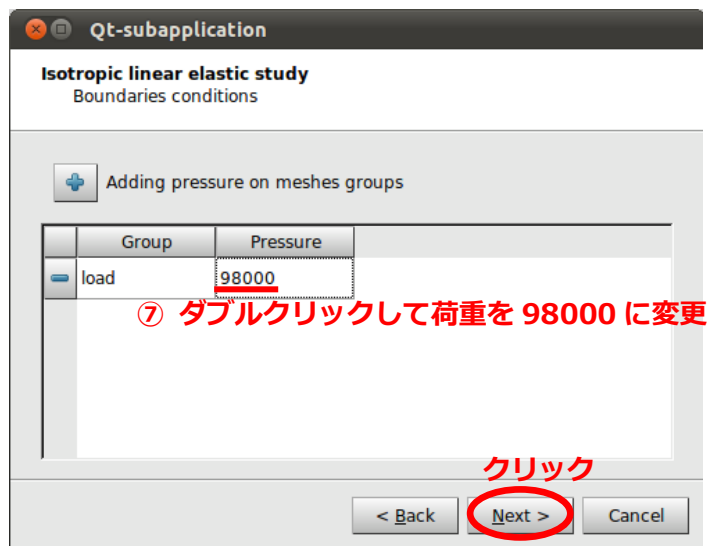 Qt-subapplication
Isotropic linear elastic study
Boundaries conditions
Adding pressure on meshes groups
Group Pressure
load 98000
⑦ ダブルクリックして荷重を 98000 に変更
クリック
< Back Next > Cancel